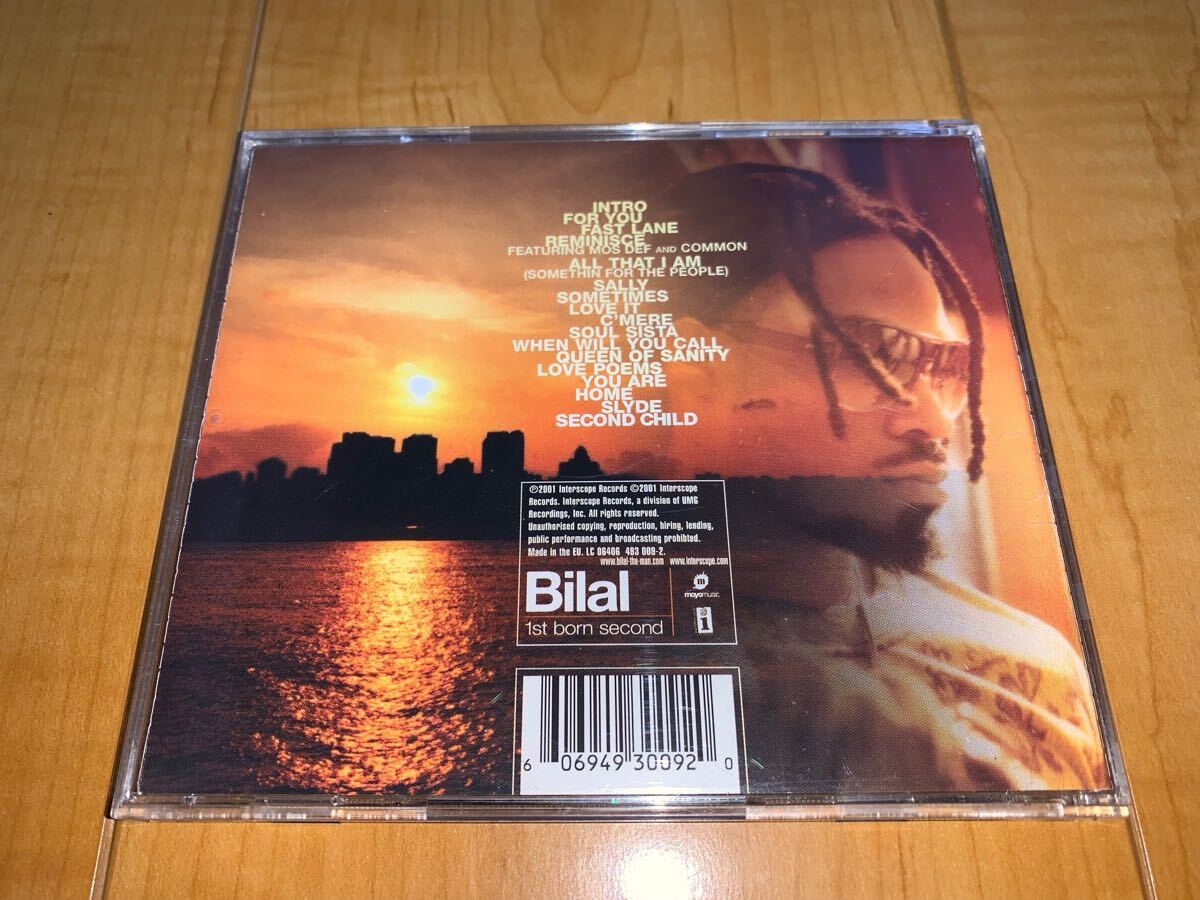 INTRO
FOR YOU
FAST LANE
REMINISCE
FEATURING MOS DEF AND COMMON
ALL THAT I AM
(SOMETHIN FOR THE PEOPLE)
SALLY
SOMETIMES
LOVE IT
C'MERE
SOUL SISTA
WHEN WILL YOU CALL
QUEEN OF SANITY
LOVE POEMS
YOU ARE
HOME
SLYDE
SECOND CHILD
℗2001 Interscope Records ©2001 Interscope
Records. Interscope Records, a division of UMG
Recordings, Inc. All rights reserved.
Unauthorised copying, reproduction, hiring, lending,
public performance and broadcasting prohibited.
Made in the EU. LC 06406 493 009-2.
www.bilal-the-man.com www.interscope.com
Bilal
1st born second
m
moyomusic
i
6 06949 30092 0